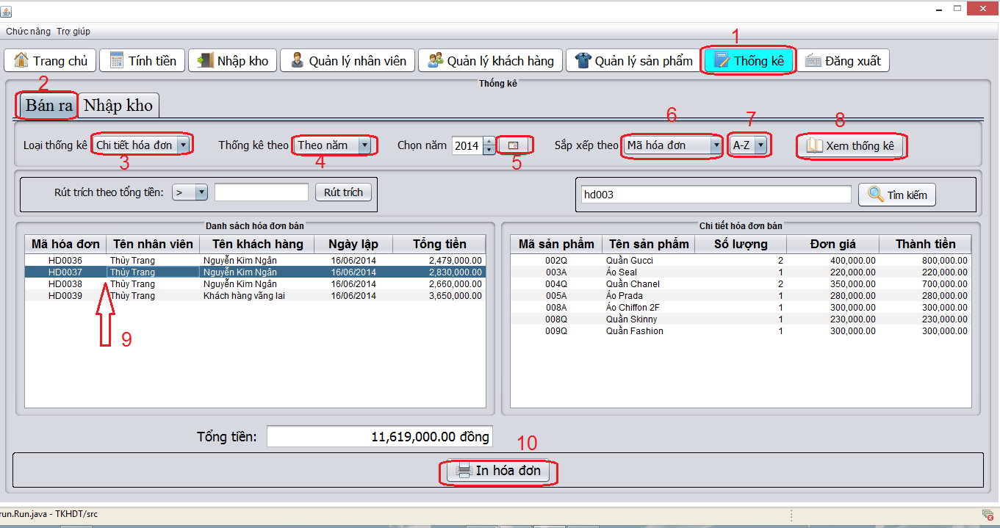 Chức năng Trợ giúp
1
Trang chủ Tính tiền Nhập kho Quản lý nhân viên Quản lý khách hàng Quản lý sản phẩm Thống kê Đăng xuất
2
Thống kê
Bán ra Nhập kho
6 7 8
Loại thống kê Chi tiết hóa đơn Thống kê theo Theo năm Chọn năm 2014 Sắp xếp theo Mã hóa đơn A-Z Xem thống kê
3 4 5
Rút trích theo tổng tiền: > Rút trích hd003 Tìm kiếm
Danh sách hóa đơn bán Chi tiết hóa đơn bán
Mã hóa đơn Tên nhân viên Tên khách hàng Ngày lập Tổng tiền Mã sản phẩm Tên sản phẩm Số lượng Đơn giá Thành tiền
HD0036 Thủy Trang Nguyễn Kim Ngân 16/06/2014 2,479,000.00 002Q Quần Gucci 2 400,000.00 800,000.00
HD0037 Thủy Trang Nguyễn Kim Ngân 16/06/2014 2,830,000.00 003A Áo Seal 1 220,000.00 220,000.00
HD0038 Thủy Trang Nguyễn Kim Ngân 16/06/2014 2,660,000.00 004Q Quần Chanel 2 350,000.00 700,000.00
HD0039 Thủy Trang Khách hàng vãng lai 16/06/2014 3,650,000.00 005A Áo Prada 1 280,000.00 280,000.00
008A Áo Chiffon 2F 1 300,000.00 300,000.00
008Q Quần Skinny 1 230,000.00 230,000.00
009Q Quần Fashion 1 300,000.00 300,000.00
9
Tổng tiền: 11,619,000.00 đồng
10
In hóa đơn
run.Run.java - TKHDT/src